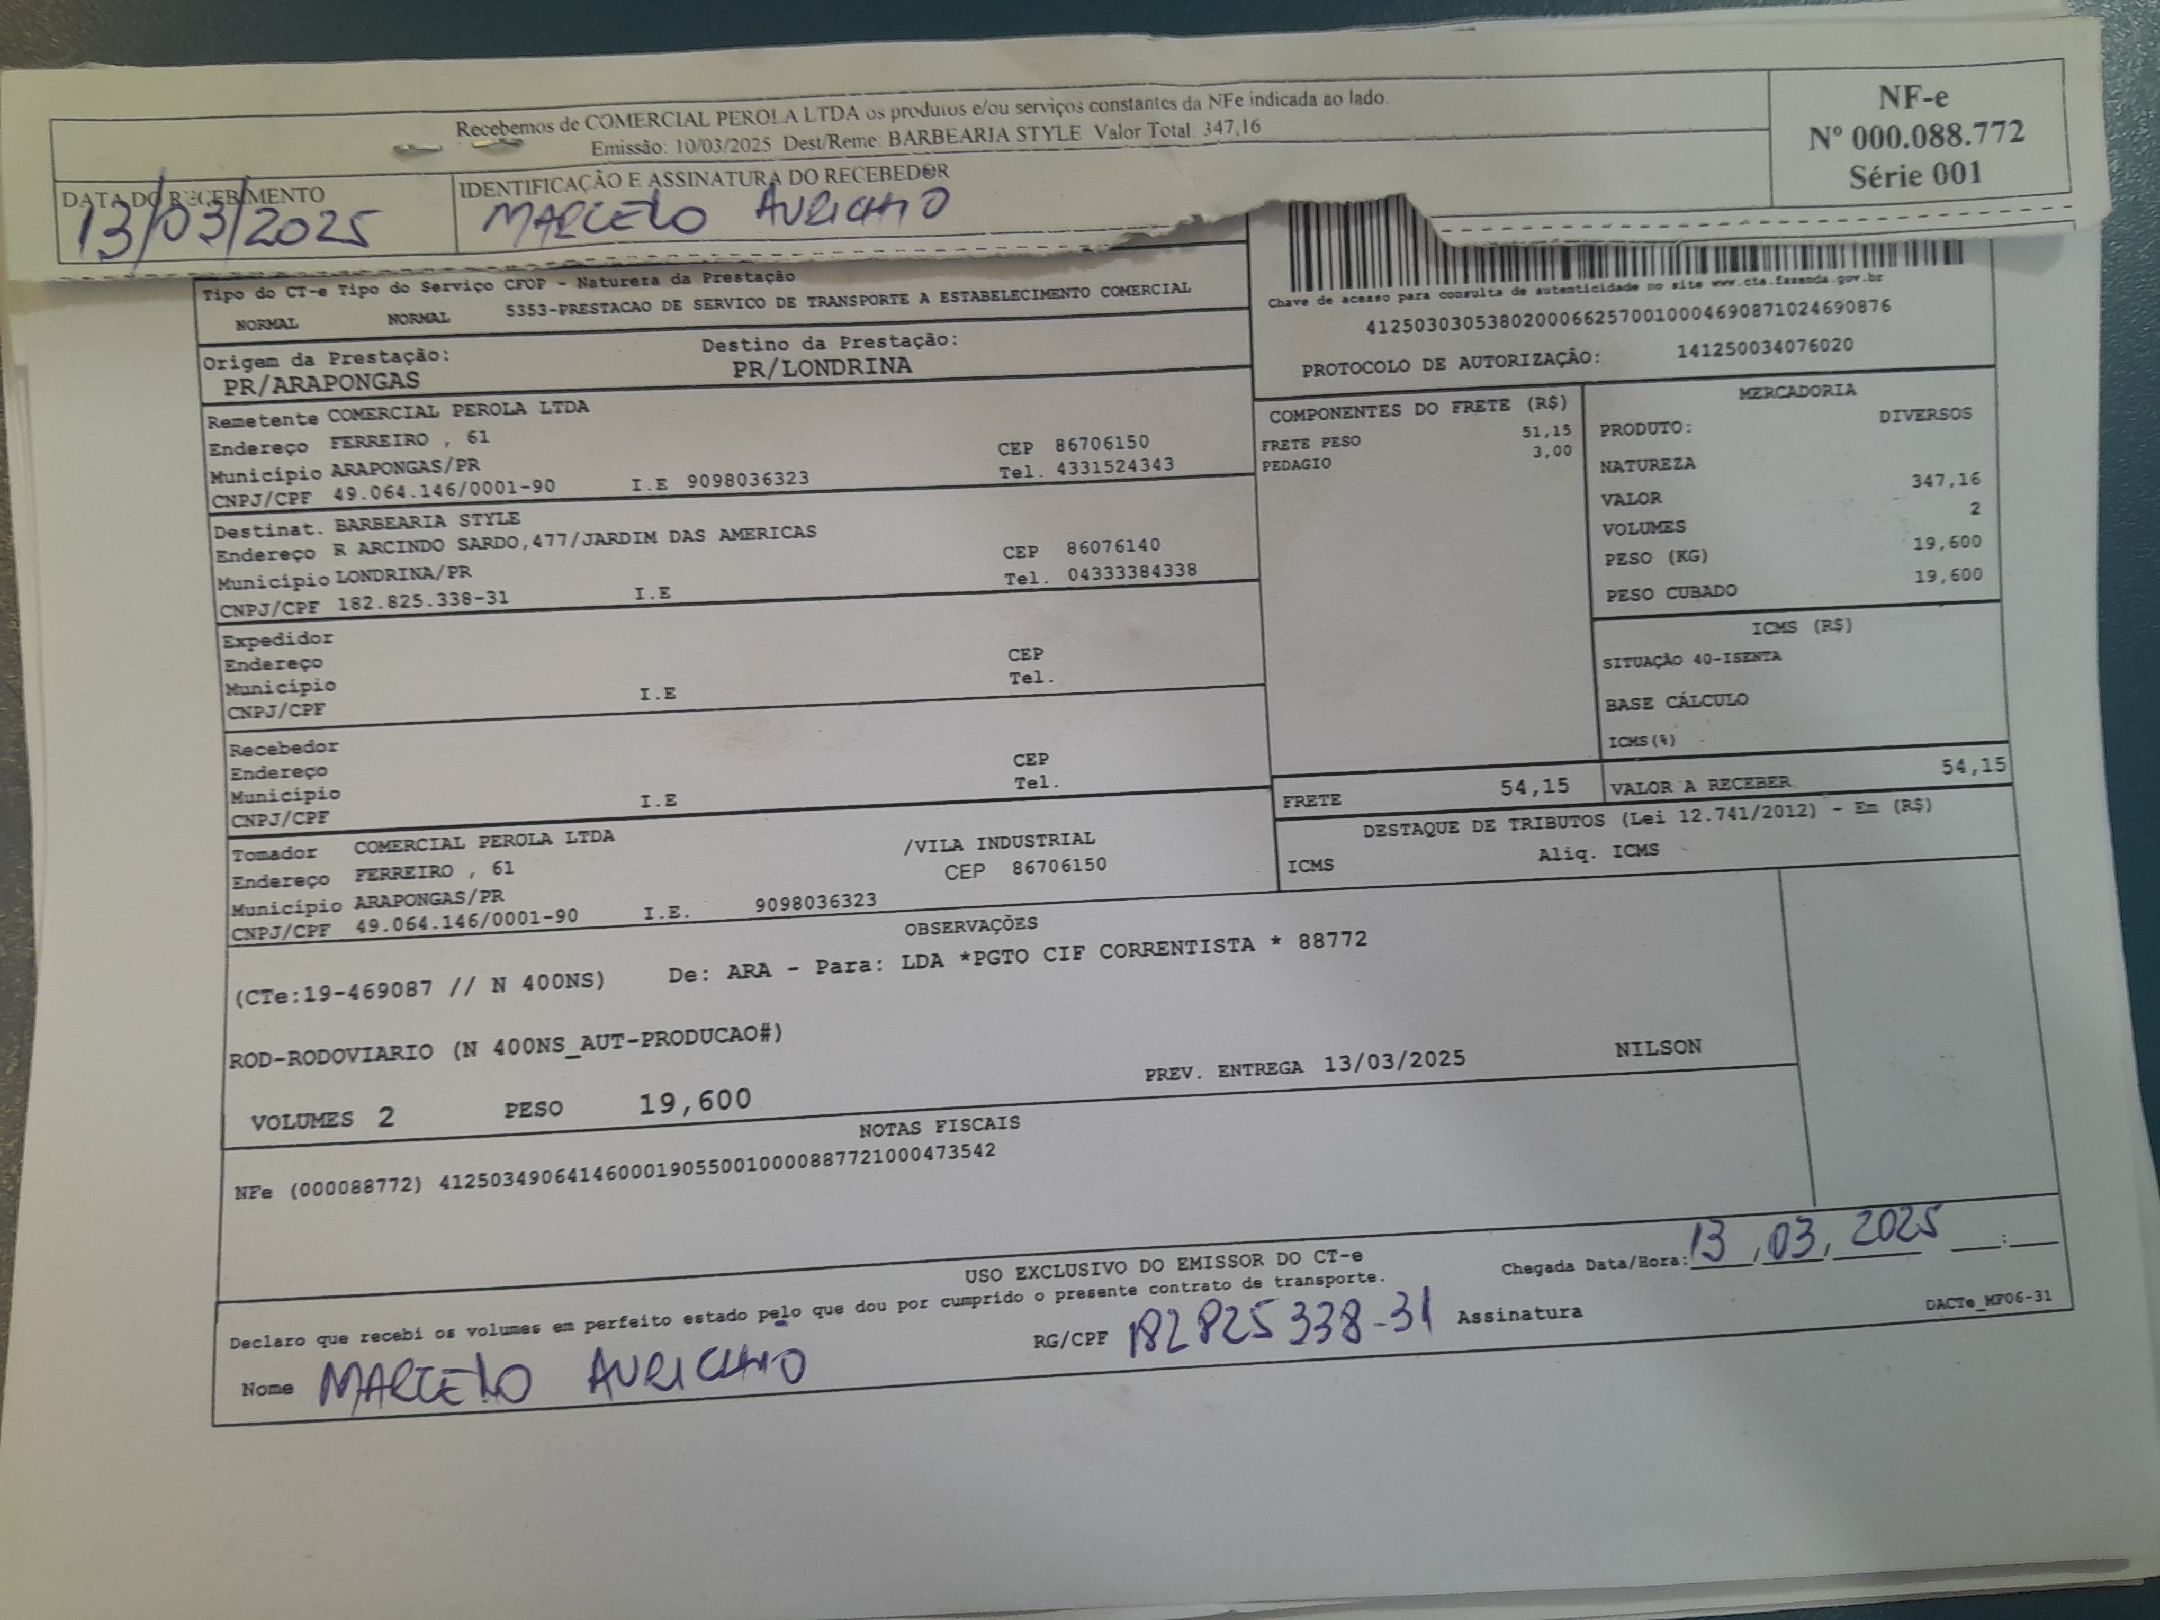 Recebemos de COMERCIAL PEROLA LTDA os produtos e/ou serviços constantes da NFe indicada ao lado.
Emissão: 10/03/2025 Dest/Reme: BARBEARIA STYLE Valor Total: 347,16
NF-e
Nº 000.088.772
Série 001
DATA DO RECEBIMENTO
13/03/2025
IDENTIFICAÇÃO E ASSINATURA DO RECEBEDOR
MARCELO AURICHIO
Tipo do CT-e Tipo do Serviço CFOP - Natureza da Prestação
NORMAL NORMAL 5353-PRESTACAO DE SERVICO DE TRANSPORTE A ESTABELECIMENTO COMERCIAL
Chave de acesso para consulta de autenticidade no site www.cte.fazenda.gov.br
41250303053802000662570010004690871024690876
PROTOCOLO DE AUTORIZAÇÃO: 141250034076020
Origem da Prestação: Destino da Prestação:
PR/ARAPONGAS PR/LONDRINA
Remetente COMERCIAL PEROLA LTDA
Endereço FERREIRO , 61 CEP 86706150
Município ARAPONGAS/PR Tel. 4331524343
CNPJ/CPF 49.064.146/0001-90 I.E 9098036323
Destinat. BARBEARIA STYLE
Endereço R ARCINDO SARDO,477/JARDIM DAS AMERICAS CEP 86076140
Município LONDRINA/PR Tel. 04333384338
CNPJ/CPF 182.825.338-31 I.E
Expedidor
Endereço CEP
Município Tel.
CNPJ/CPF I.E
Recebedor
Endereço CEP
Município Tel.
CNPJ/CPF I.E
Tomador COMERCIAL PEROLA LTDA /VILA INDUSTRIAL
Endereço FERREIRO , 61 CEP 86706150
Município ARAPONGAS/PR
CNPJ/CPF 49.064.146/0001-90 I.E. 9098036323
COMPONENTES DO FRETE (R$)
FRETE PESO 51,15
PEDAGIO 3,00
MERCADORIA
PRODUTO: DIVERSOS
NATUREZA
VALOR 347,16
VOLUMES 2
PESO (KG) 19,600
PESO CUBADO 19,600
ICMS (R$)
SITUAÇÃO 40-ISENTA
BASE CÁLCULO
ICMS(%)
FRETE 54,15 VALOR A RECEBER 54,15
DESTAQUE DE TRIBUTOS (Lei 12.741/2012) - Em (R$)
ICMS Aliq. ICMS
OBSERVAÇÕES
(CTe:19-469087 // N 400NS) De: ARA - Para: LDA *PGTO CIF CORRENTISTA * 88772
ROD-RODOVIARIO (N 400NS_AUT-PRODUCAO#)
PREV. ENTREGA 13/03/2025 NILSON
VOLUMES 2 PESO 19,600
NOTAS FISCAIS
NFe (000088772) 41250349064146000190550010000887721000473542
USO EXCLUSIVO DO EMISSOR DO CT-e
Chegada Data/Hora: 13 /03/ 2025 ___:___
Declaro que recebi os volumes em perfeito estado pelo que dou por cumprido o presente contrato de transporte.
Nome MARCELO AURICHIO RG/CPF 182825338-31 Assinatura
DACTe_MF06-31